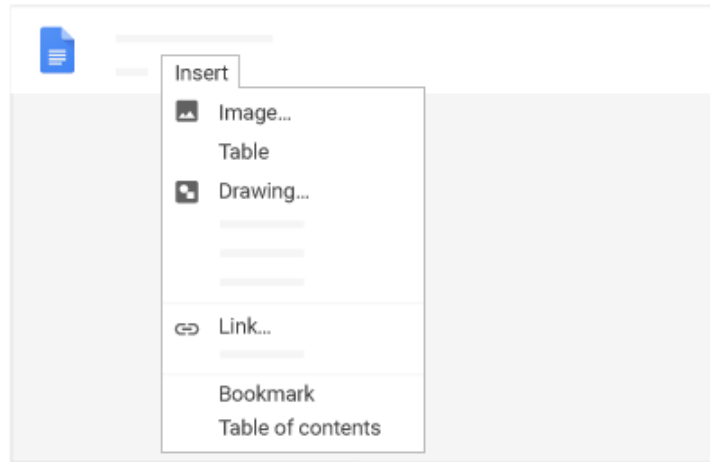 Insert
Image...
Table
Drawing...
Link...
Bookmark
Table of contents